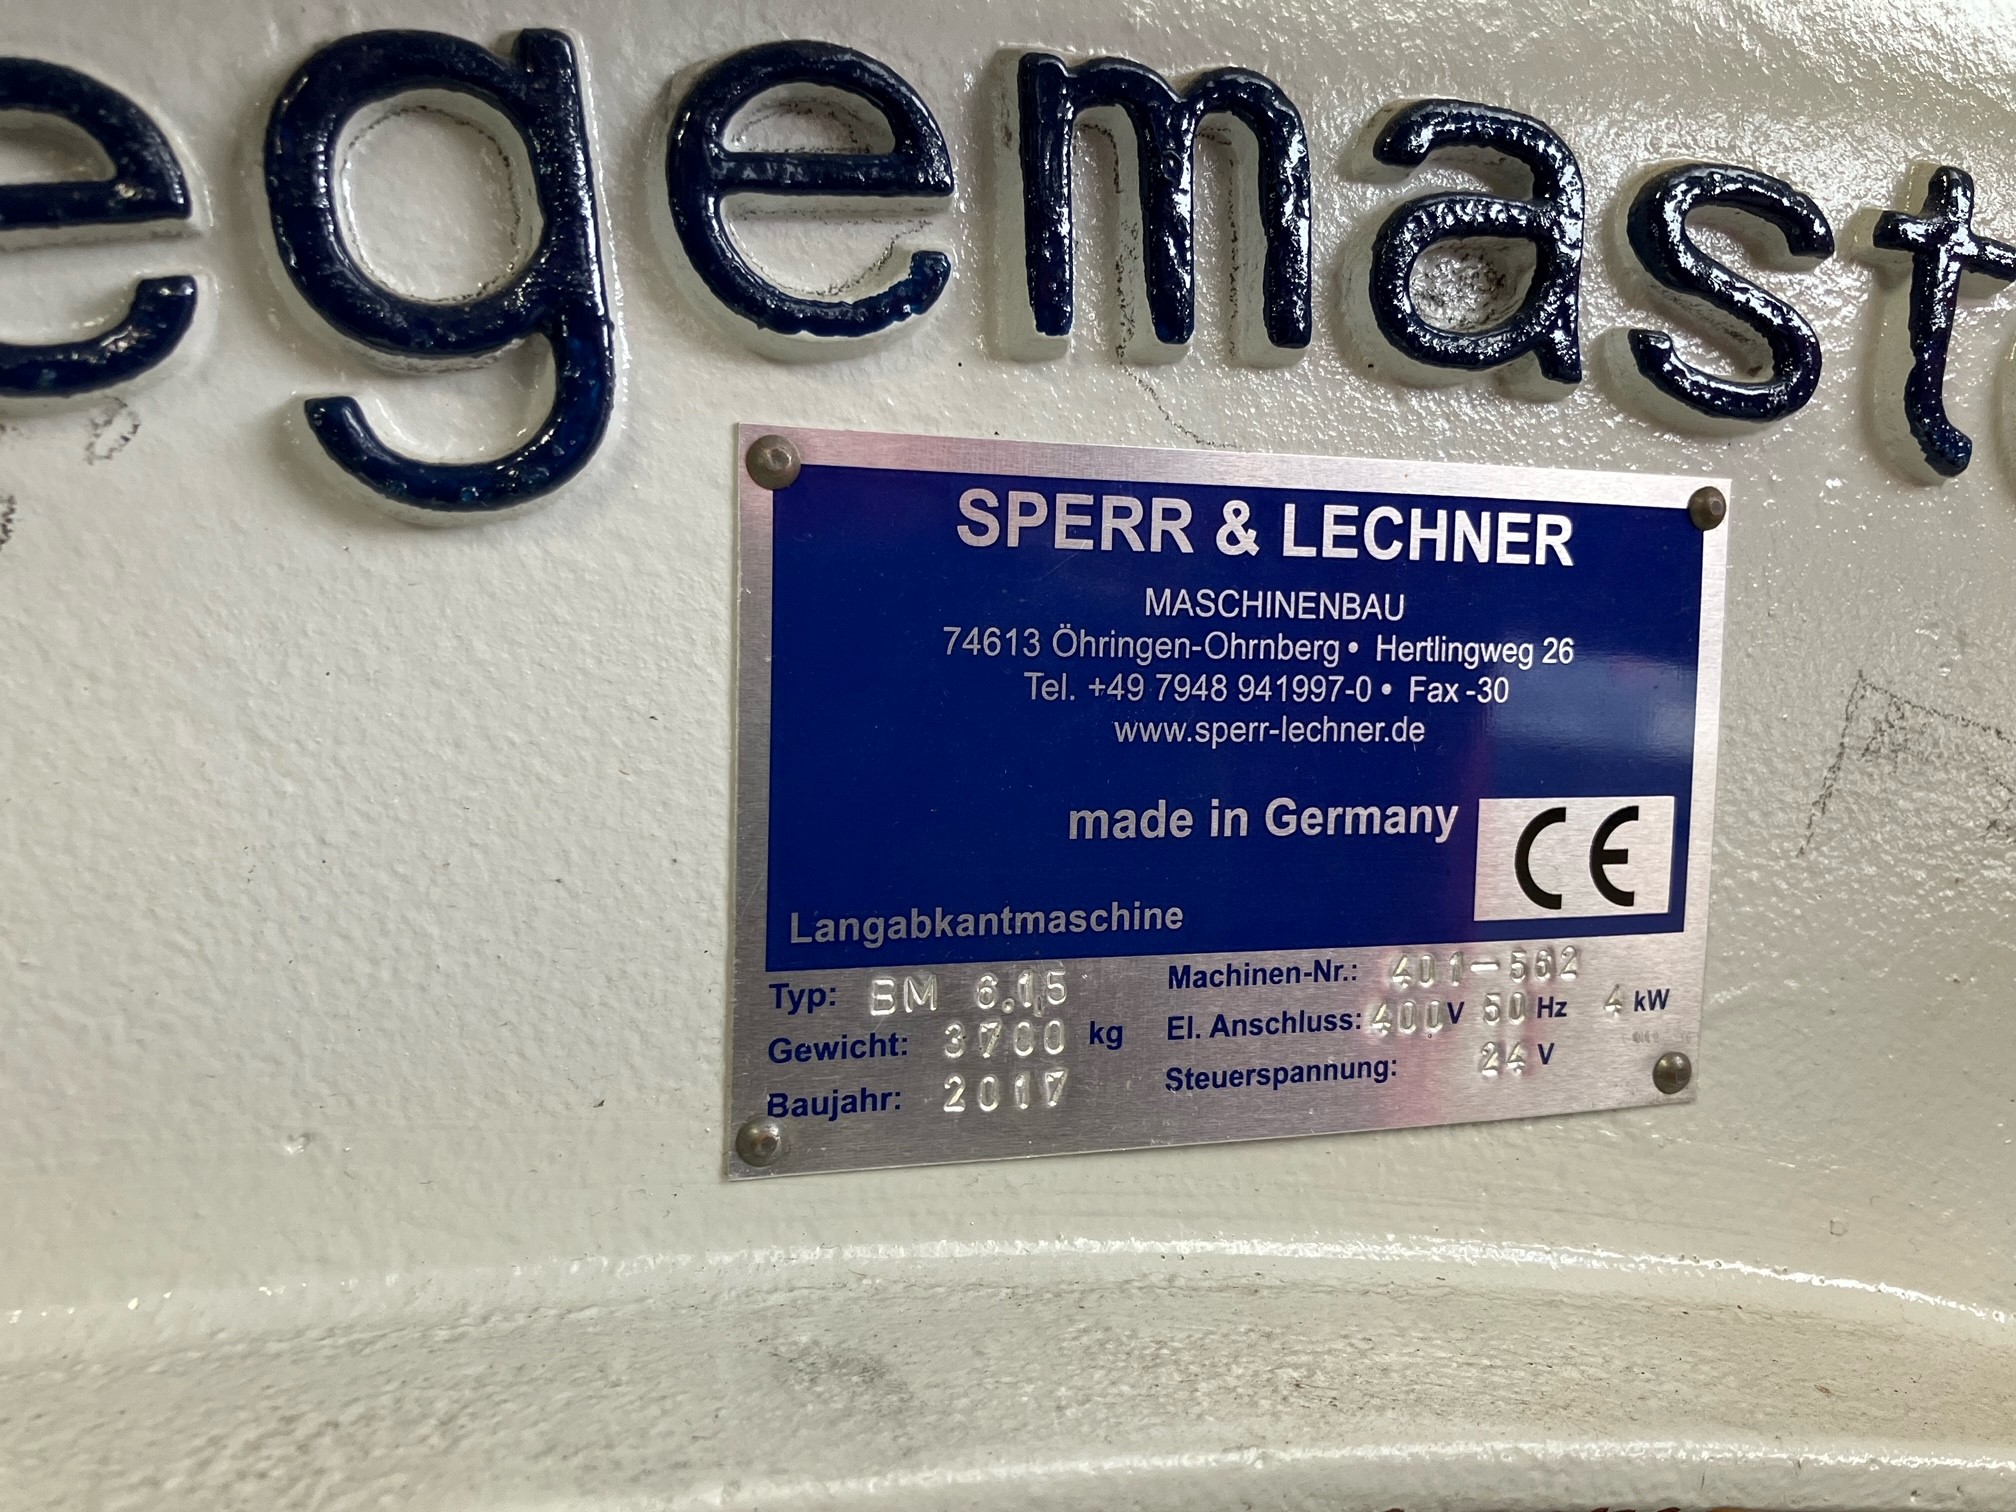 egemast
SPERR & LECHNER
MASCHINENBAU
74613 Öhringen-Ohrnberg • Hertlingweg 26
Tel. +49 7948 941997-0 • Fax -30
www.sperr-lechner.de
made in Germany CE
Langabkantmaschine
Typ: BM 6.15 Machinen-Nr.: 401-562
Gewicht: 3700 kg El. Anschluss: 400 V 50 Hz 4 kW
Baujahr: 2017 Steuerspannung: 24 V